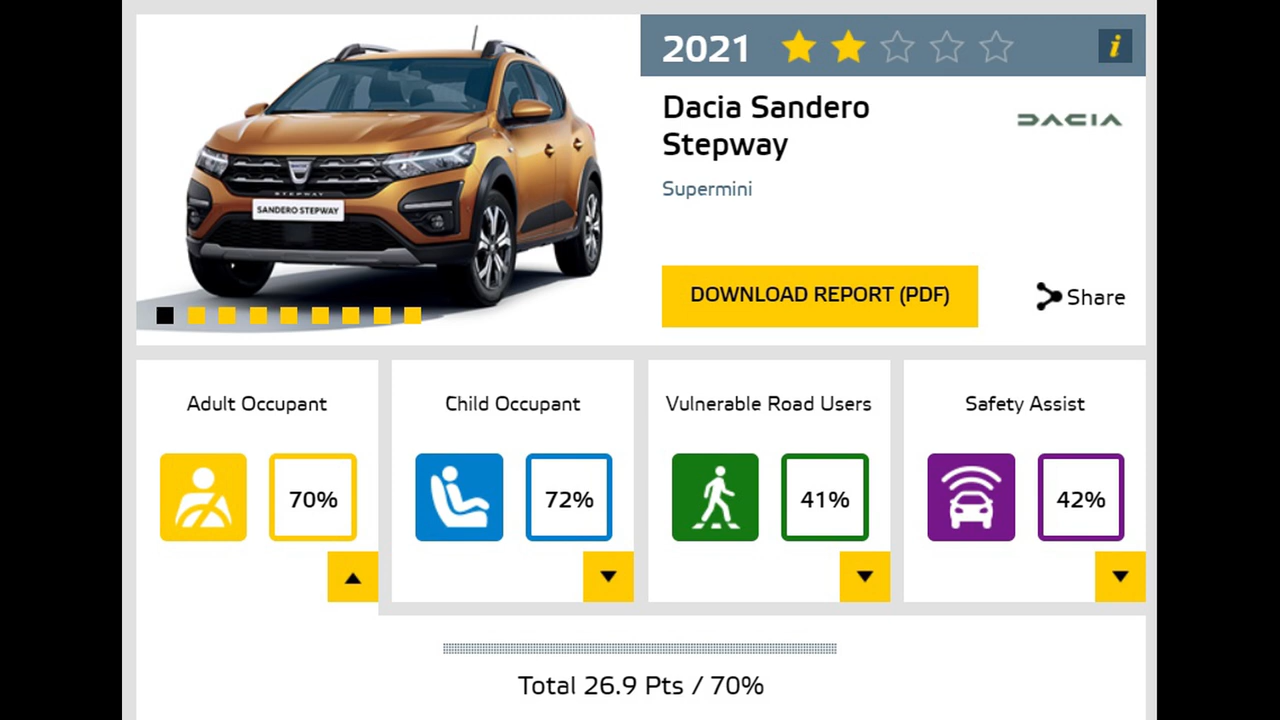 2021
i
Dacia Sandero
Stepway
DACIA
Supermini
STEPWAY
SANDERO STEPWAY
DOWNLOAD REPORT (PDF)
Share
Adult Occupant
Child Occupant
Vulnerable Road Users
Safety Assist
70%
72%
41%
42%
Total 26.9 Pts / 70%